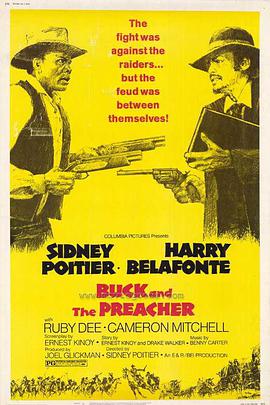 The
fight was
against the
raiders...
but the
feud was
between
themselves!
COLUMBIA PICTURES Presents
SIDNEY HARRY
POITIER · BELAFONTE
BUCK and
The PREACHER
with
RUBY DEE · CAMERON MITCHELL
Screenplay by Story by Music by
ERNEST KINOY ERNEST KINOY and DRAKE WALKER · BENNY CARTER
Produced by Directed by
JOEL GLICKMAN · SIDNEY POITIER ·
PG